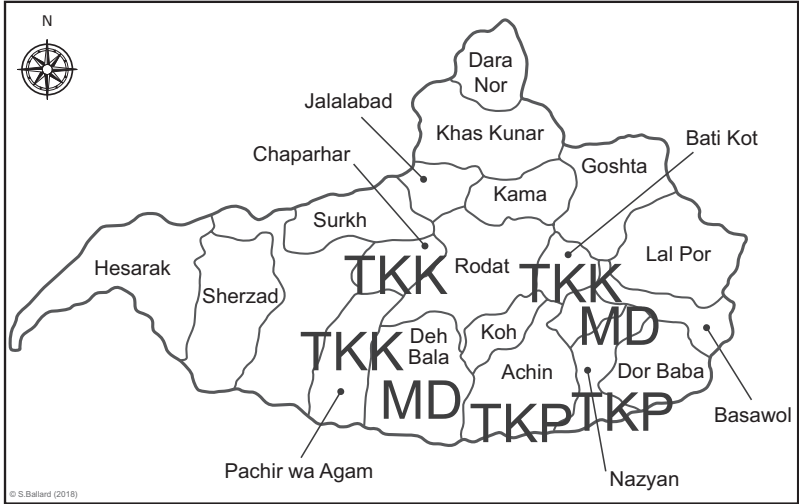 N
Dara
Nor
Jalalabad
Khas Kunar
Bati Kot
Chaparhar
Goshta
Kama
Surkh
Lal Por
Hesarak
TKK
Rodat
TKK
Sherzad
MD
TKK
Deh
Bala
Koh
Achin
Dor Baba
MD
TKP
TKP
Basawol
Pachir wa Agam
Nazyan
© S.Ballard (2018)